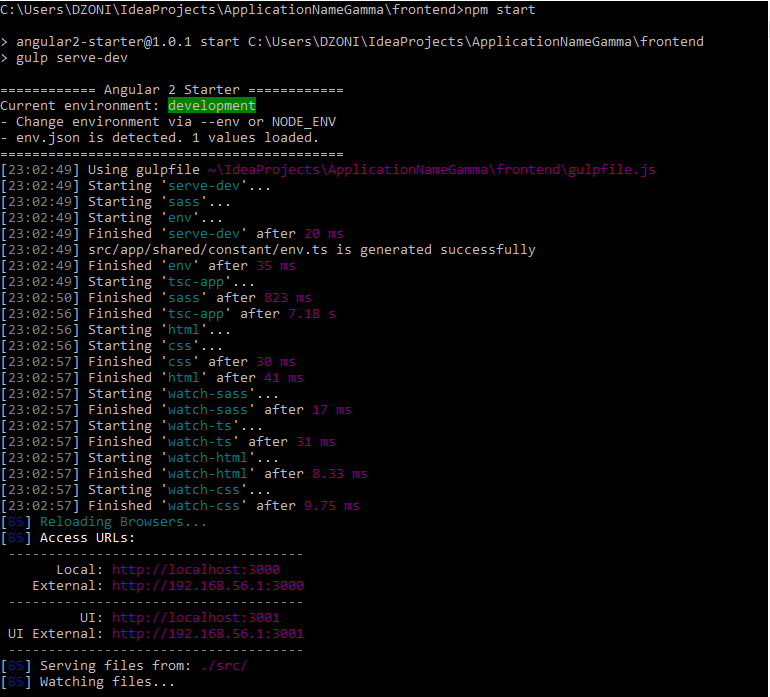 C:\Users\DZONI\IdeaProjects\ApplicationNameGamma\frontend>npm start
> angular2-starter@1.0.1 start C:\Users\DZONI\IdeaProjects\ApplicationNameGamma\frontend
> gulp serve-dev
============ Angular 2 Starter ============
Current environment: development
- Change environment via --env or NODE_ENV
- env.json is detected. 1 values loaded.
===========================================
[23:02:49] Using gulpfile ~\IdeaProjects\ApplicationNameGamma\frontend\gulpfile.js
[23:02:49] Starting 'serve-dev'...
[23:02:49] Starting 'sass'...
[23:02:49] Starting 'env'...
[23:02:49] Finished 'serve-dev' after 20 ms
[23:02:49] src/app/shared/constant/env.ts is generated successfully
[23:02:49] Finished 'env' after 35 ms
[23:02:49] Starting 'tsc-app'...
[23:02:50] Finished 'sass' after 823 ms
[23:02:56] Finished 'tsc-app' after 7.18 s
[23:02:56] Starting 'html'...
[23:02:56] Starting 'css'...
[23:02:57] Finished 'css' after 30 ms
[23:02:57] Finished 'html' after 41 ms
[23:02:57] Starting 'watch-sass'...
[23:02:57] Finished 'watch-sass' after 17 ms
[23:02:57] Starting 'watch-ts'...
[23:02:57] Finished 'watch-ts' after 31 ms
[23:02:57] Starting 'watch-html'...
[23:02:57] Finished 'watch-html' after 8.33 ms
[23:02:57] Starting 'watch-css'...
[23:02:57] Finished 'watch-css' after 9.75 ms
[BS] Reloading Browsers...
[BS] Access URLs:
-------------------------------------
Local: http://localhost:3000
External: http://192.168.56.1:3000
-------------------------------------
UI: http://localhost:3001
UI External: http://192.168.56.1:3001
-------------------------------------
[BS] Serving files from: ./src/
[BS] Watching files...